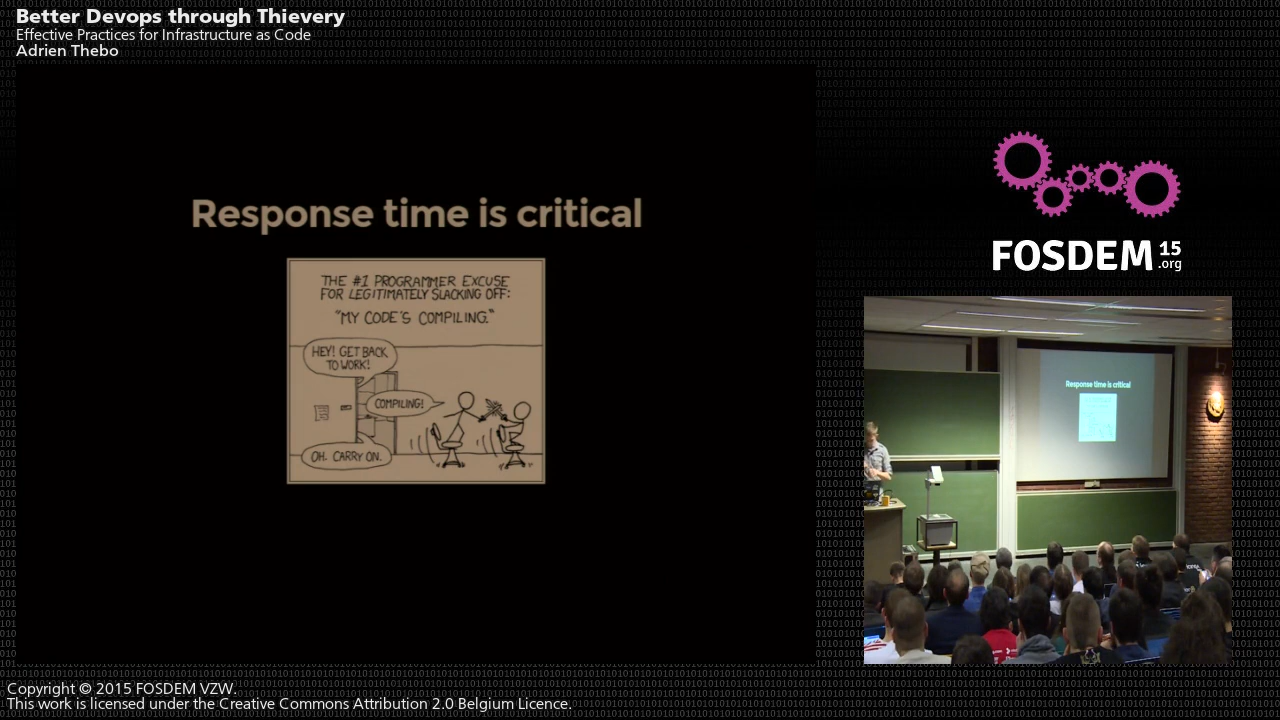 Better Devops through Thievery
Effective Practices for Infrastructure as Code
Adrien Thebo
Response time is critical
THE #1 PROGRAMMER EXCUSE
FOR LEGITIMATELY SLACKING OFF:
"MY CODE'S COMPILING."
HEY! GET BACK
TO WORK!
COMPILING!
OH. CARRY ON.
FOSDEM 15
.org
Response time is critical
Copyright © 2015 FOSDEM VZW.
This work is licensed under the Creative Commons Attribution 2.0 Belgium Licence.